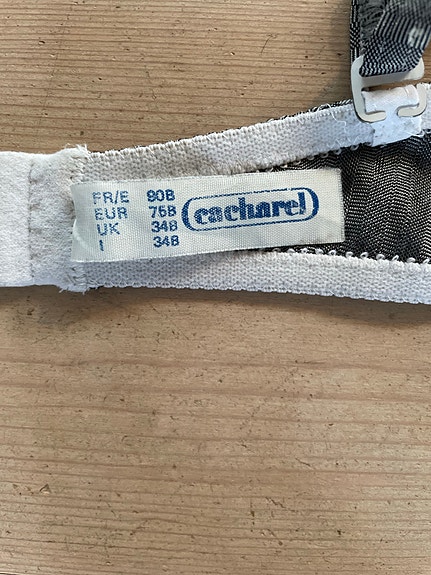 FR/E 90B
EUR 75B
UK 34B
I 34B
cacharel